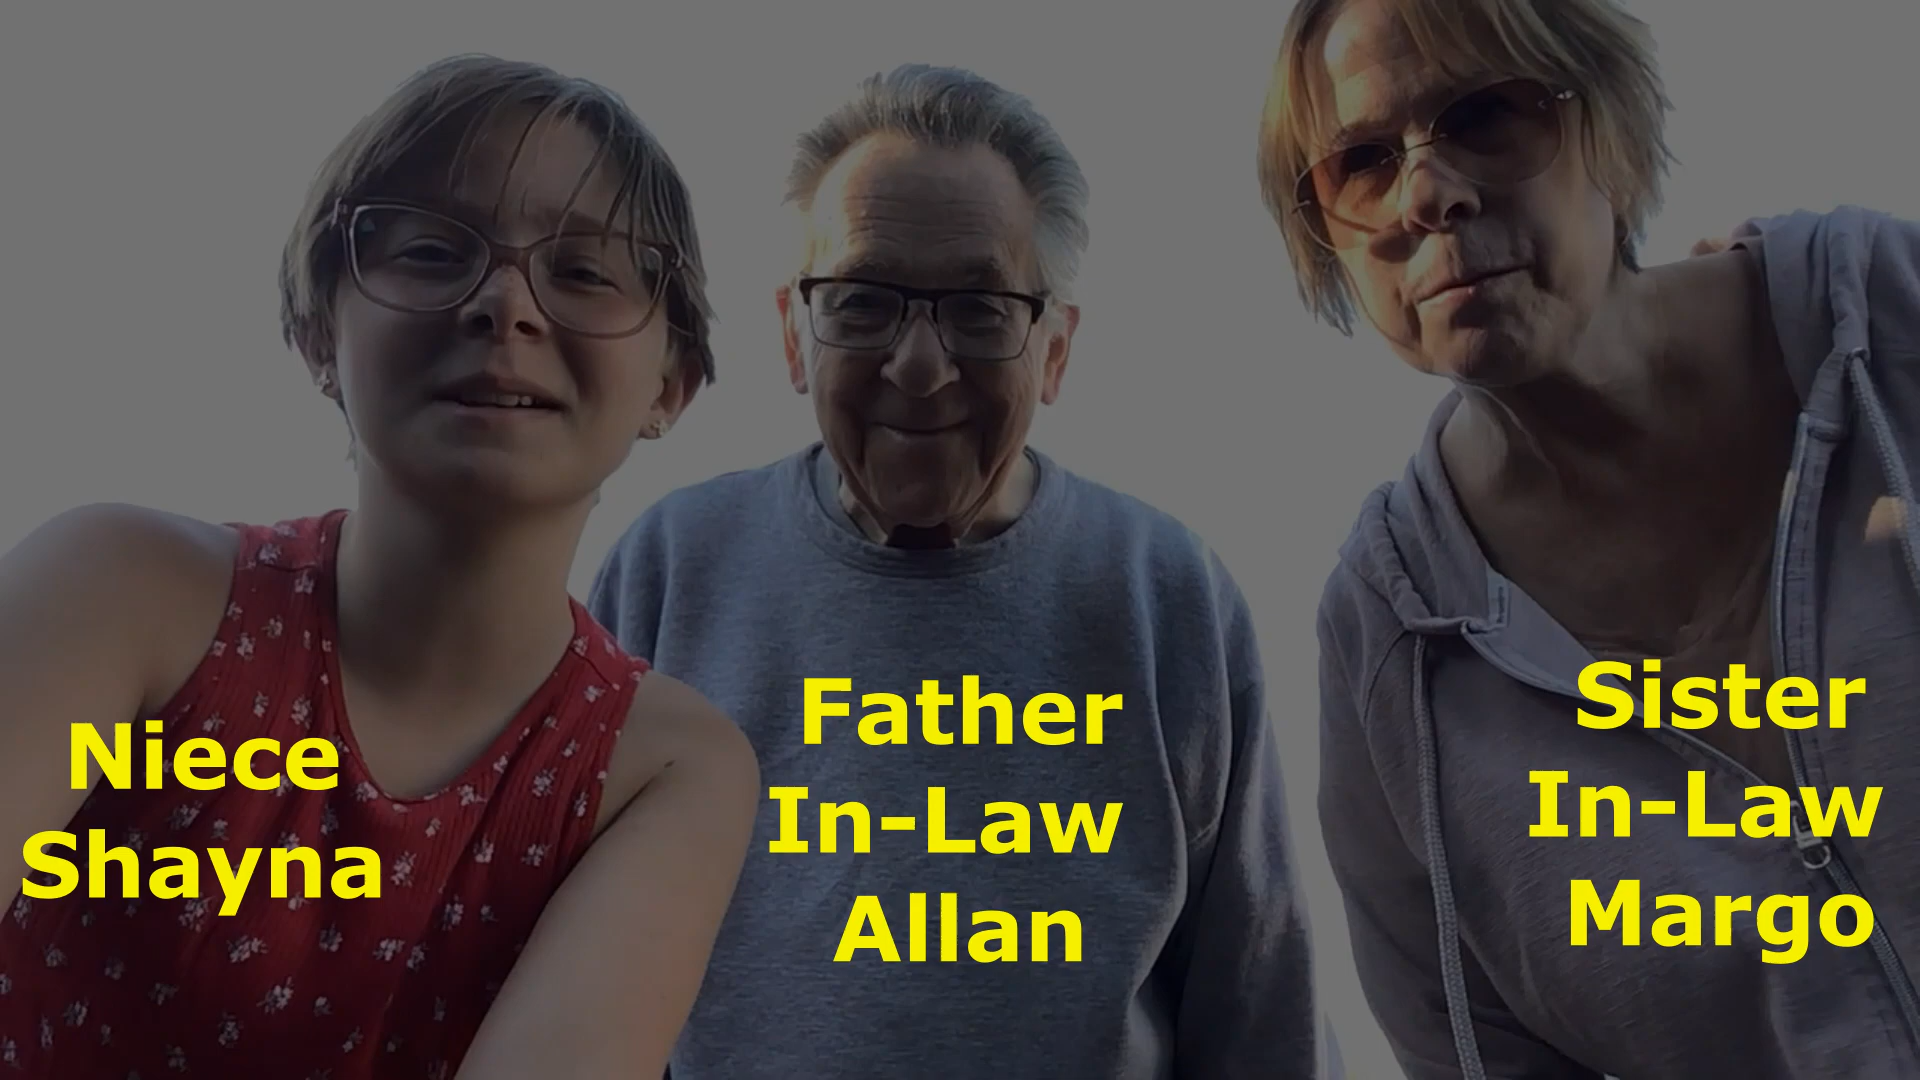 Niece
Shayna
Father
In-Law
Allan
Sister
In-Law
Margo